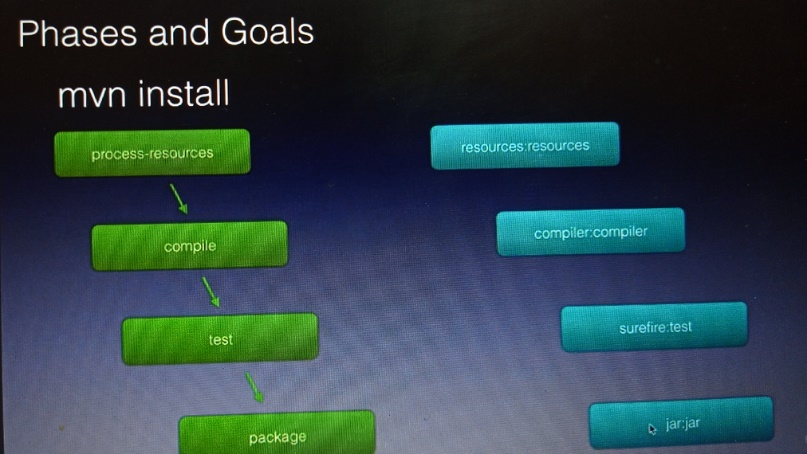 Phases and Goals
mvn install
process-resources
resources:resources
compile
compiler:compiler
test
surefire:test
package
jar:jar